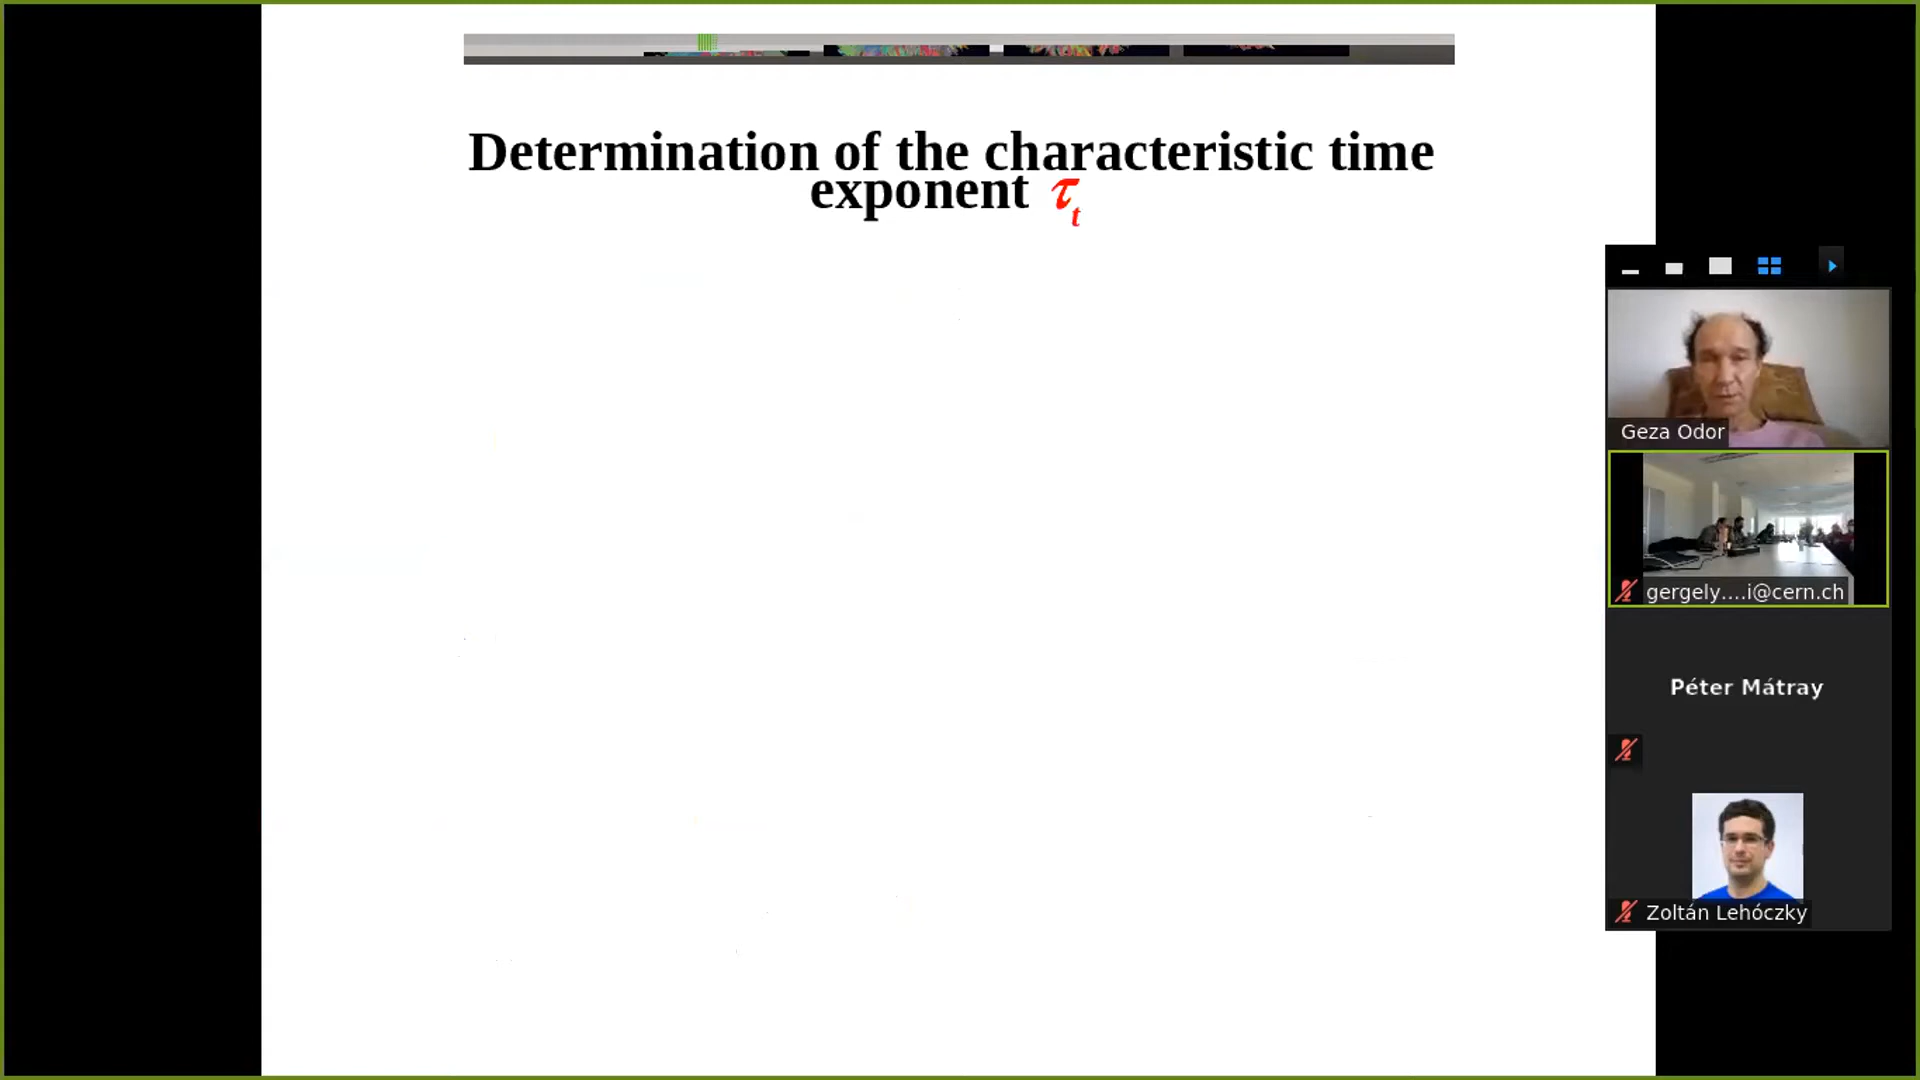 Determination of the characteristic time
exponent τt
Geza Odor
gergely....i@cern.ch
Péter Mátray
Zoltán Lehóczky